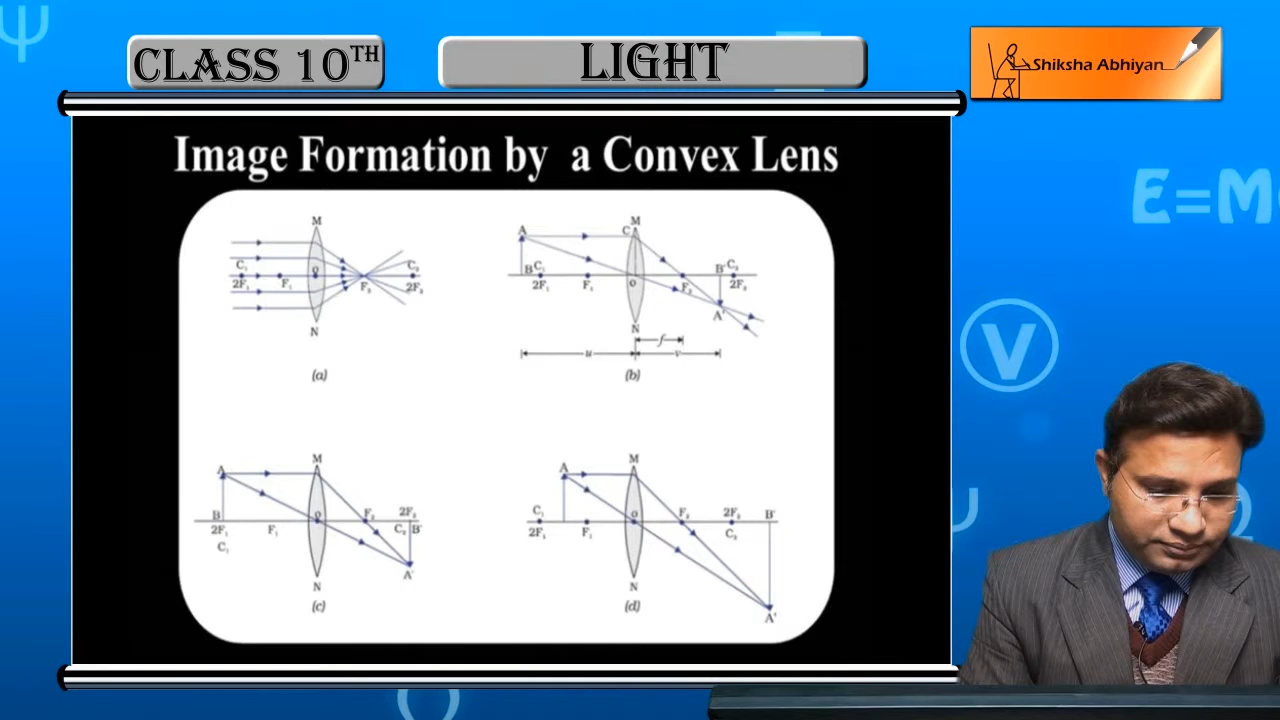 CLASS 10TH
LIGHT
Shiksha Abhiyan
E=M
V
Image Formation by a Convex Lens
M
C₁ O C₂
2F₁ F₁ F₂ 2F₂
N
(a)
A C M
B C₁ B' C₂
2F₁ F₁ O F₂ 2F₂
A'
N
f
u v
(b)
A M
B O F₂ 2F₂
2F₁ F₁ C₂ B'
C₁
A'
N
(c)
A M
C₁ O F₂ 2F₂ B'
2F₁ F₁ C₂
N
A'
(d)